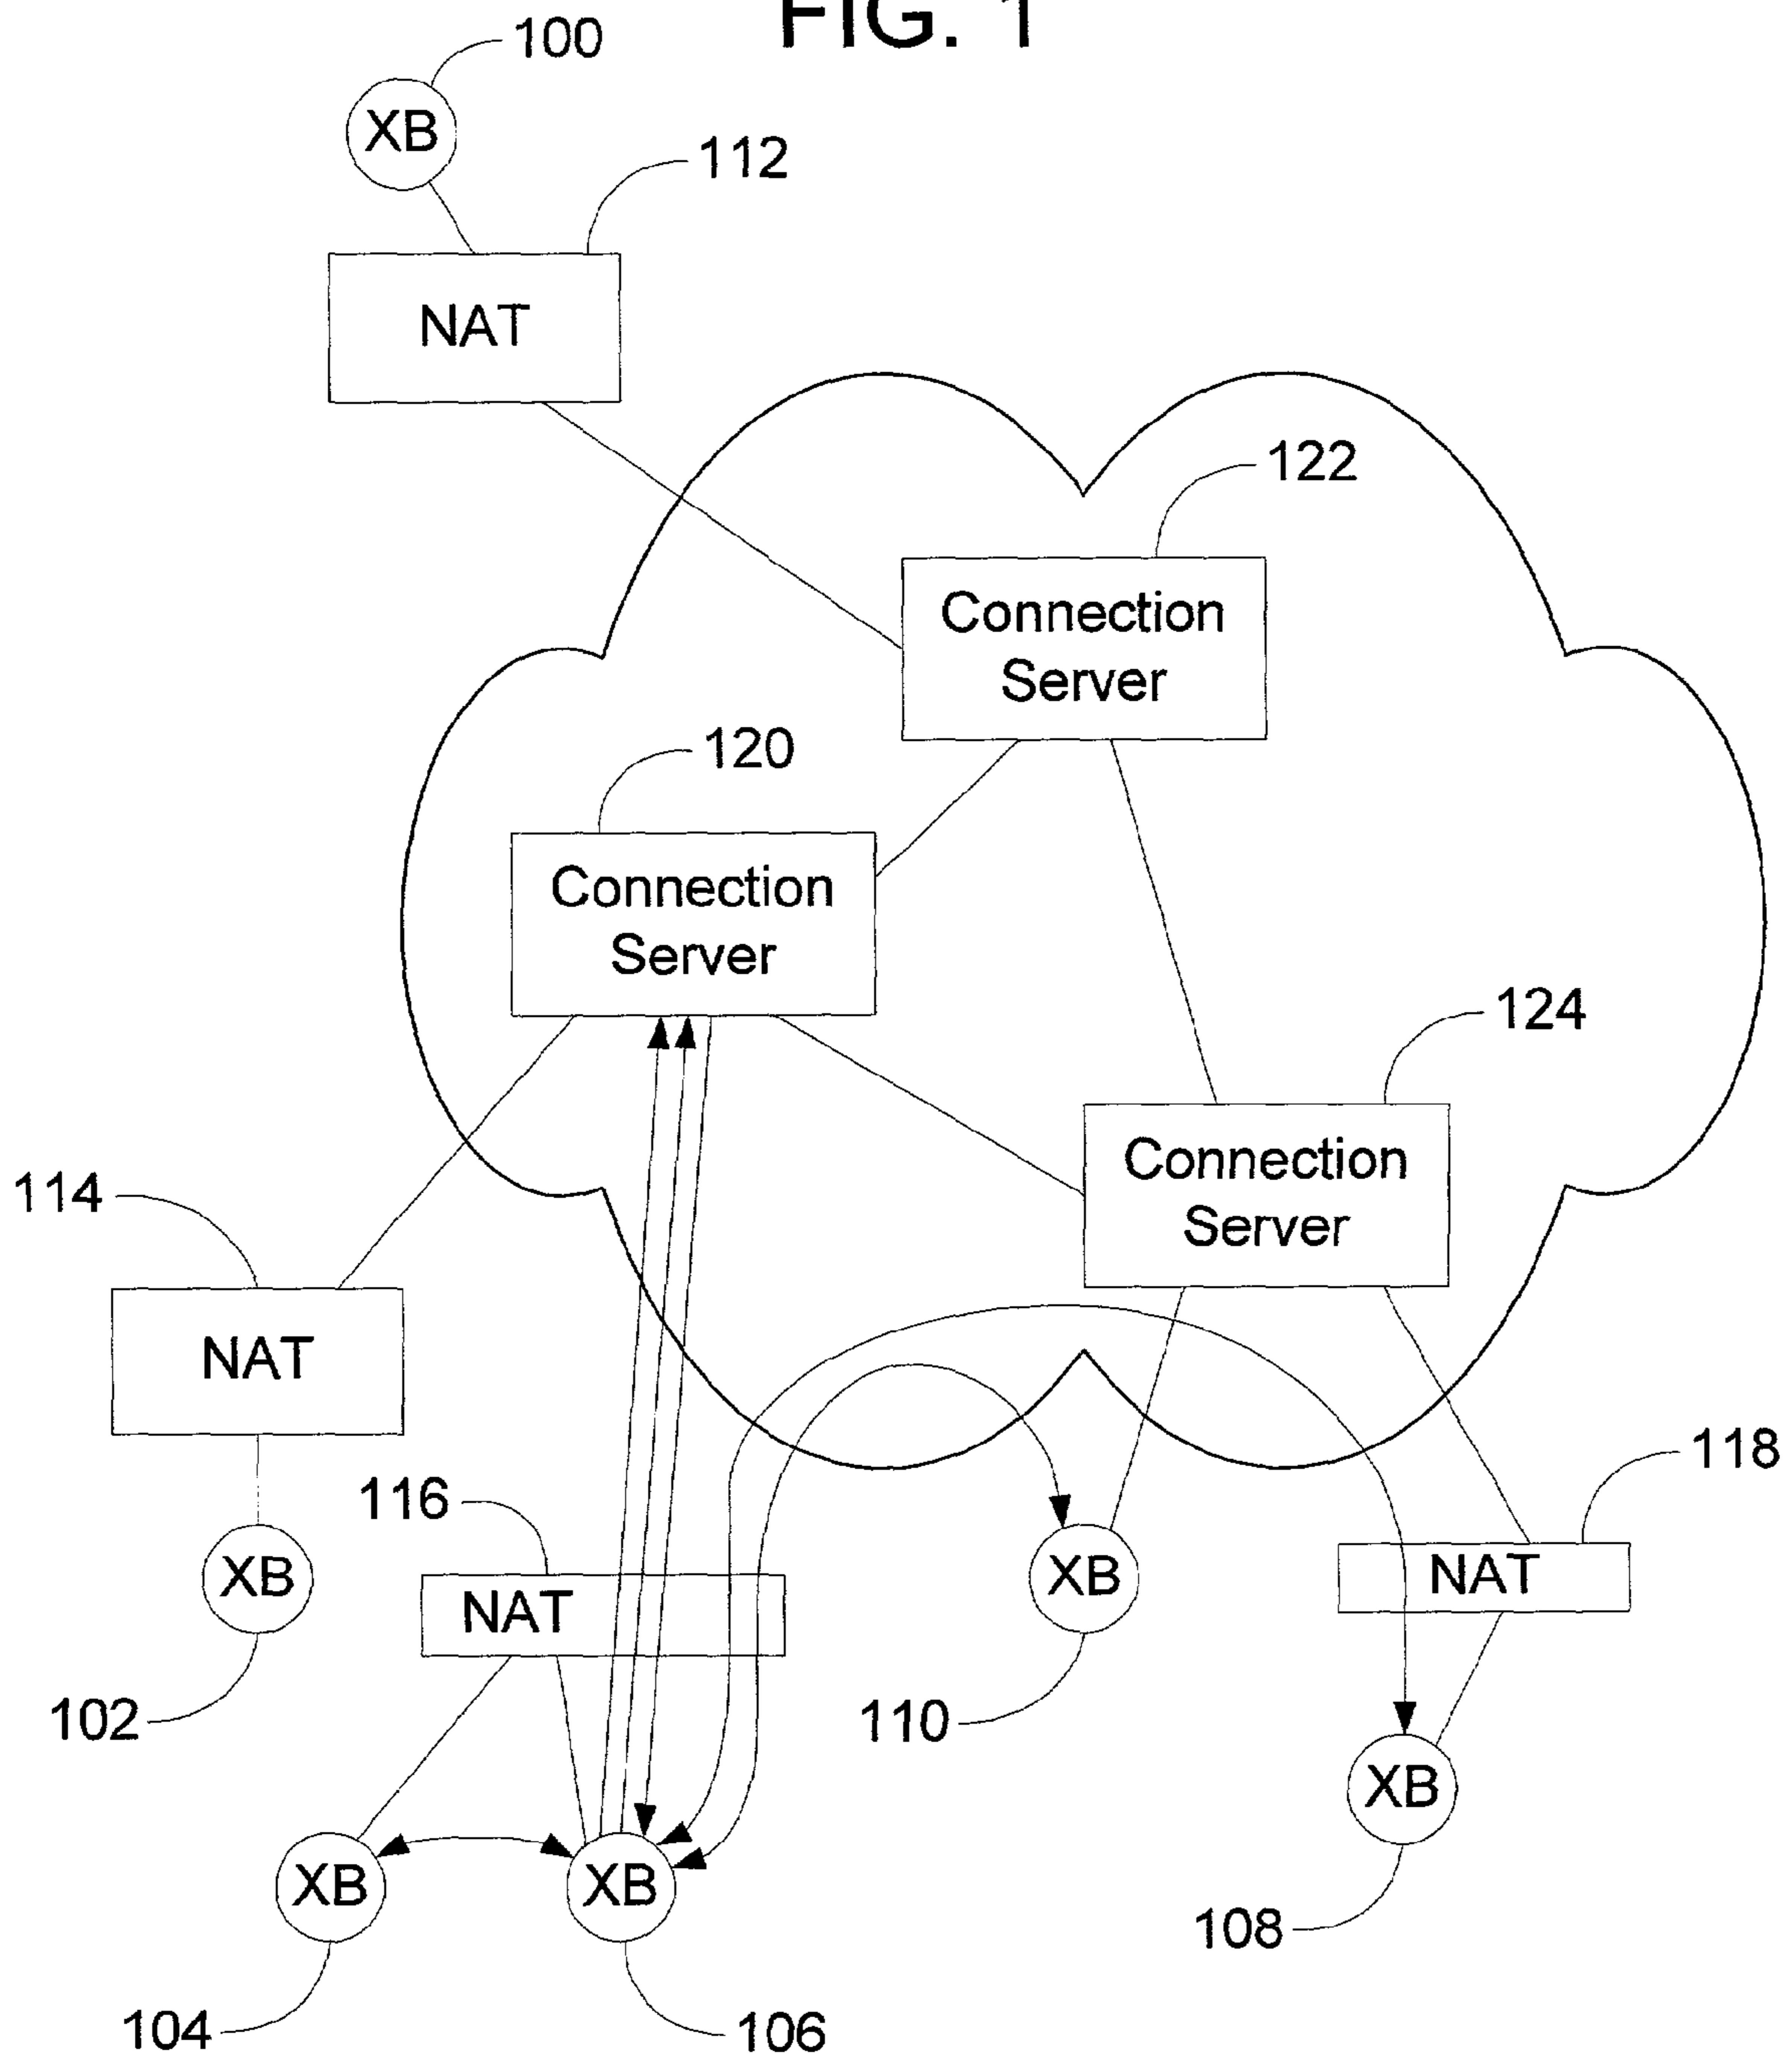 FIG. 1
100
XB
112
NAT
122
Connection
Server
120
Connection
Server
124
Connection
Server
114
NAT
118
116
XB
NAT
XB
NAT
102
110
XB
XB
XB
108
104
106